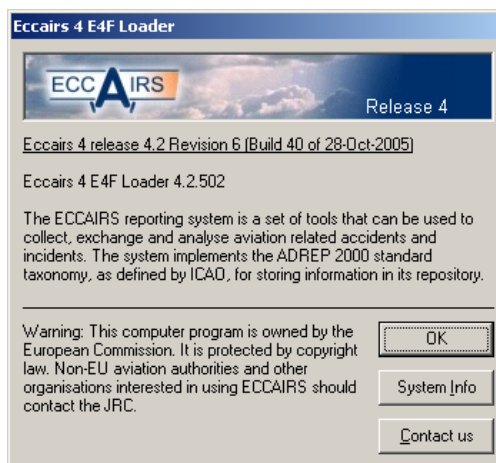 Eccairs 4 E4F Loader
ECCAIRS
Release 4
Eccairs 4 release 4.2 Revision 6 (Build 40 of 28-Oct-2005)
Eccairs 4 E4F Loader 4.2.502
The ECCAIRS reporting system is a set of tools that can be used to
collect, exchange and analyse aviation related accidents and
incidents. The system implements the ADREP 2000 standard
taxonomy, as defined by ICAO, for storing information in its repository.
Warning: This computer program is owned by the
European Commission. It is protected by copyright
law. Non-EU aviation authorities and other
organisations interested in using ECCAIRS should
contact the JRC.
OK
System Info
Contact us